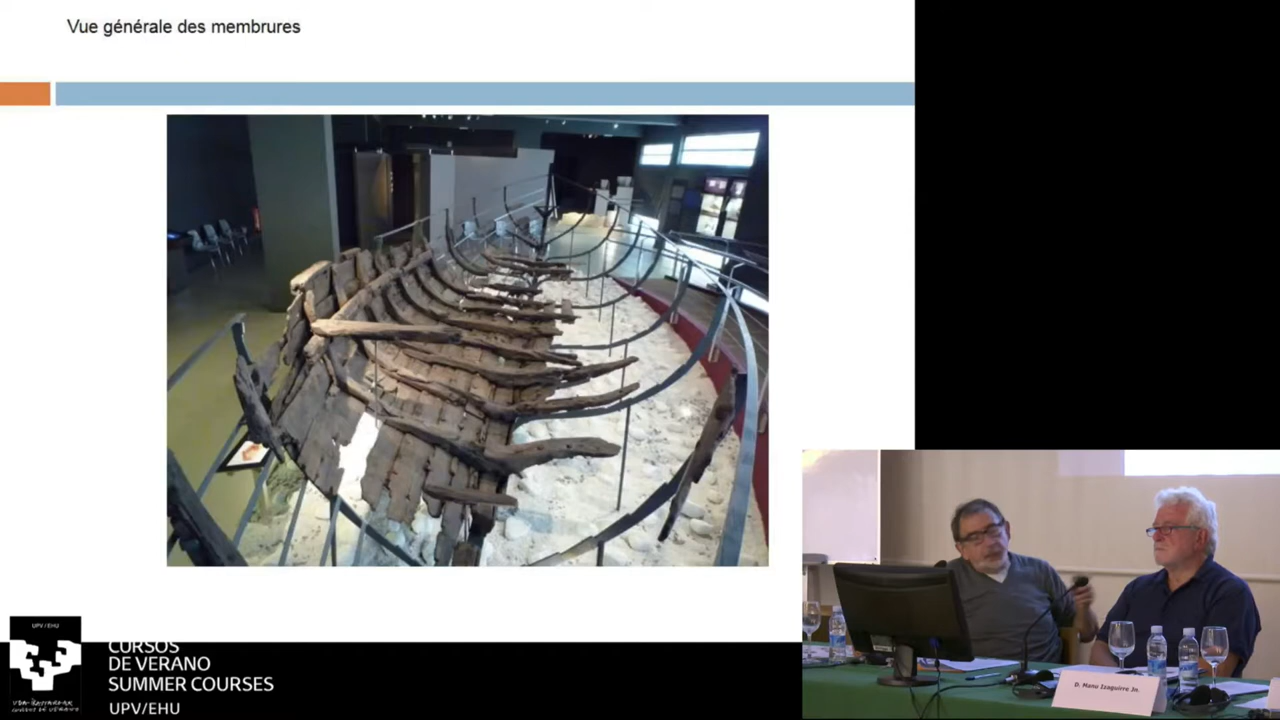 Vue générale des membrures
UPV / EHU
CURSOS
DE VERANO
SUMMER COURSES
UPV/EHU
D. Manu Izaguirre Jn.